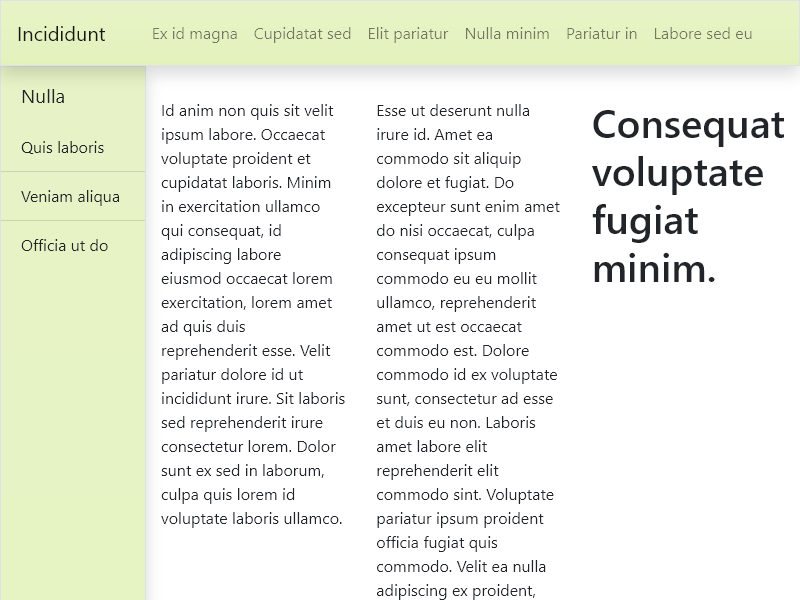 Incididunt
Ex id magna
Cupidatat sed
Elit pariatur
Nulla minim
Pariatur in
Labore sed eu
Nulla
Quis laboris
Veniam aliqua
Officia ut do
Id anim non quis sit velit
ipsum labore. Occaecat
voluptate proident et
cupidatat laboris. Minim
in exercitation ullamco
qui consequat, id
adipiscing labore
eiusmod occaecat lorem
exercitation, lorem amet
ad quis duis
reprehenderit esse. Velit
pariatur dolore id ut
incididunt irure. Sit laboris
sed reprehenderit irure
consectetur lorem. Dolor
sunt ex sed in laborum,
culpa quis lorem id
voluptate laboris ullamco.
Esse ut deserunt nulla
irure id. Amet ea
commodo sit aliquip
dolore et fugiat. Do
excepteur sunt enim amet
do nisi occaecat, culpa
consequat ipsum
commodo eu eu mollit
ullamco, reprehenderit
amet ut est occaecat
commodo est. Dolore
commodo id ex voluptate
sunt, consectetur ad esse
et duis eu non. Laboris
amet labore elit
reprehenderit elit
commodo sint. Voluptate
pariatur ipsum proident
officia fugiat quis
commodo. Velit ea nulla
adipiscing ex proident,
Consequat
voluptate
fugiat
minim.